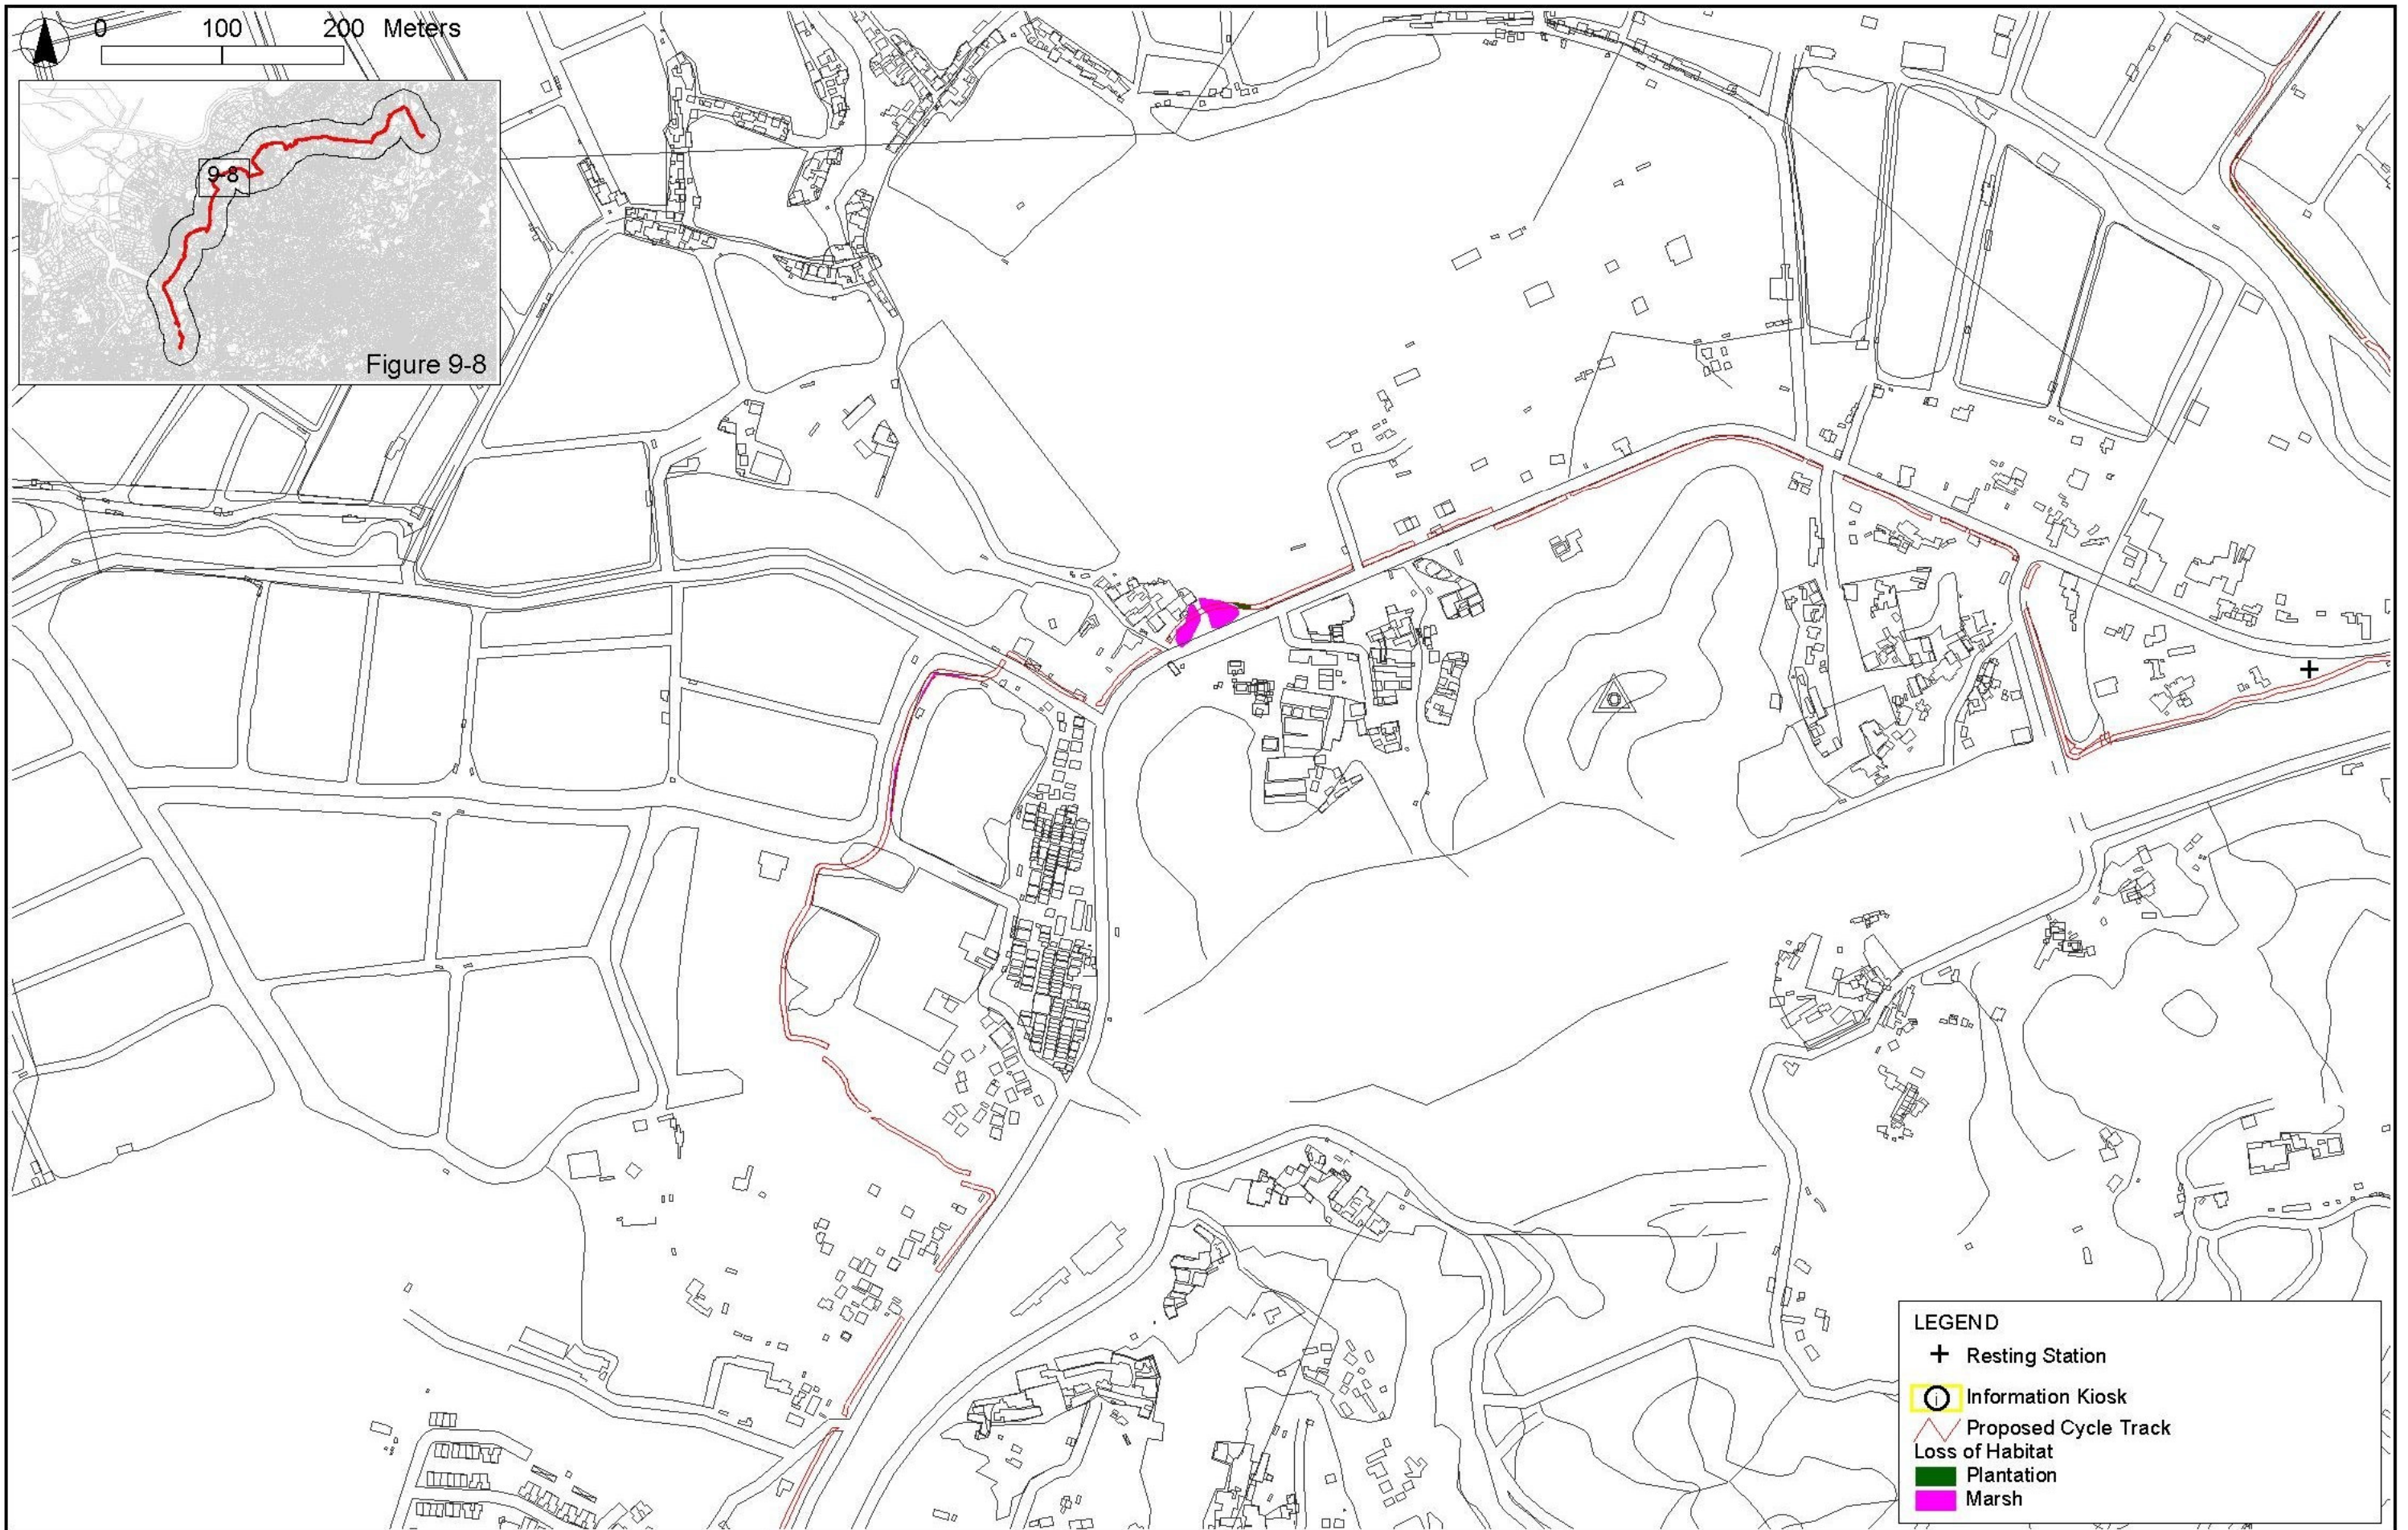 0 100 200 Meters
9-8
Figure 9-8
LEGEND
Resting Station
i Information Kiosk
Proposed Cycle Track
Loss of Habitat
Plantation
Marsh